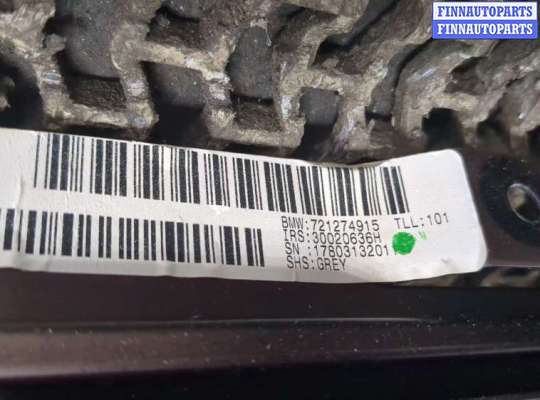 FINNAUTOPARTS
FINNAUTOPARTS
BMW:721274915 TLL:101
IRS:30020636H
SN :1780313201
SHS:GREY